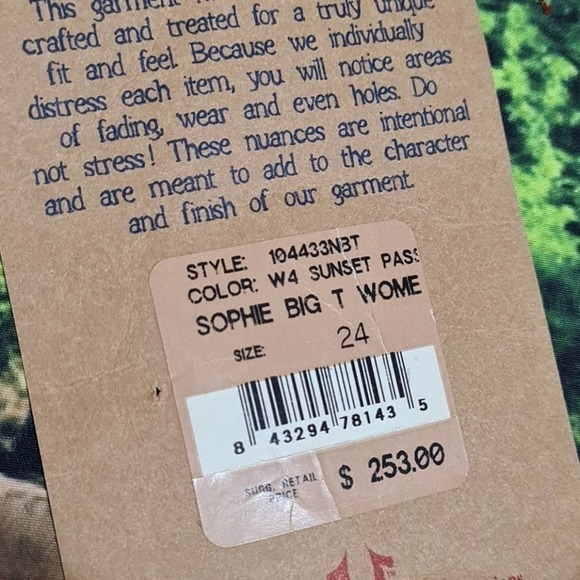 This garment
crafted and treated for a truly unique
fit and feel. Because we individually
distress each item, you will notice areas
of fading, wear and even holes. Do
not stress! These nuances are intentional
and are meant to add to the character
and finish of our garment.
STYLE: 104433NBT
COLOR: W4 SUNSET PASS
SOPHIE BIG T WOME
SIZE: 24
8 43294 78143 5
SUGG. RETAIL
PRICE
$ 253.00